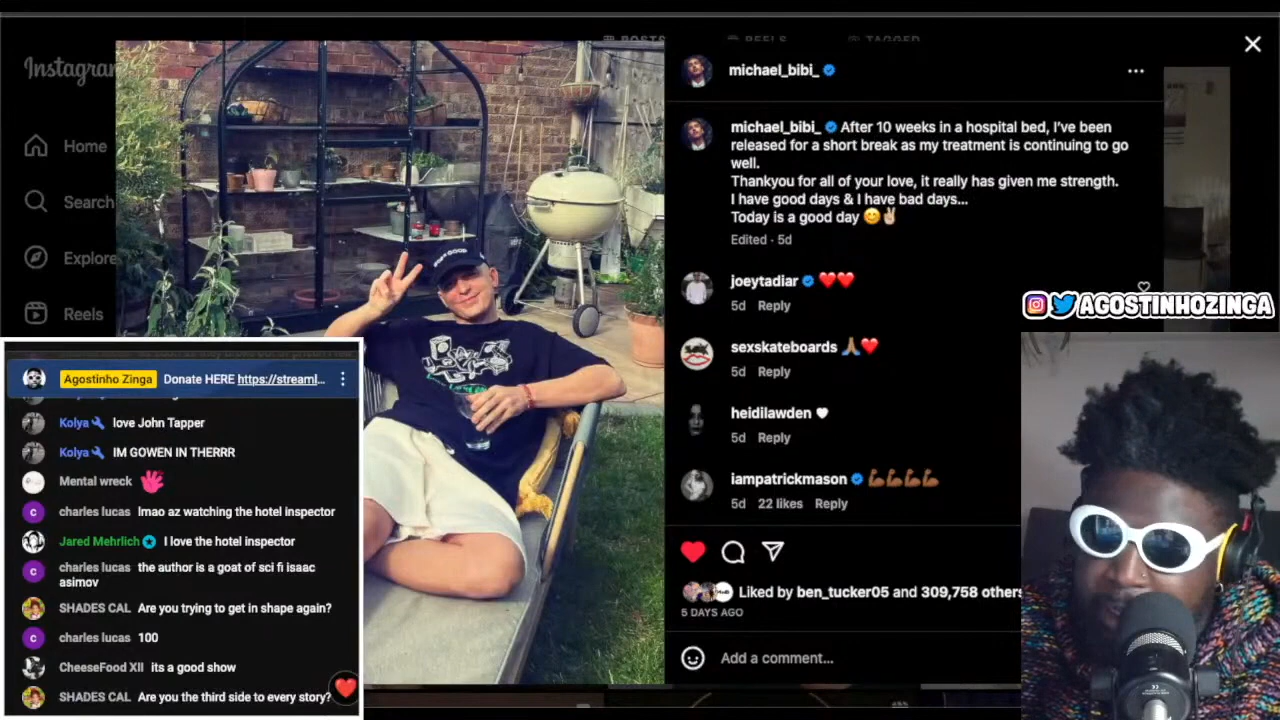 POSTS
REELS
TAGGED
Instagram
Home
Search
Explore
Reels
michael_bibi_
michael_bibi_ After 10 weeks in a hospital bed, I've been
released for a short break as my treatment is continuing to go
well.
Thankyou for all of your love, it really has given me strength.
I have good days & I have bad days...
Today is a good day 😊✌🏼
Edited · 5d
joeytadiar ❤️❤️
5d Reply
sexskateboards 🙏🏾❤️
5d Reply
heidilawden 🤍
5d Reply
iampatrickmason 💪🏾💪🏾💪🏾💪🏾
5d 22 likes Reply
Liked by ben_tucker05 and 309,758 others
5 DAYS AGO
Add a comment...
@AGOSTINHOZINGA
Agostinho Zinga Donate HERE https://streaml...
Kolya love John Tapper
Kolya IM GOWEN IN THERRR
Mental wreck
charles lucas lmao az watching the hotel inspector
Jared Mehrlich I love the hotel inspector
charles lucas the author is a goat of sci fi isaac
asimov
SHADES CAL Are you trying to get in shape again?
charles lucas 100
CheeseFood XII its a good show
SHADES CAL Are you the third side to every story?